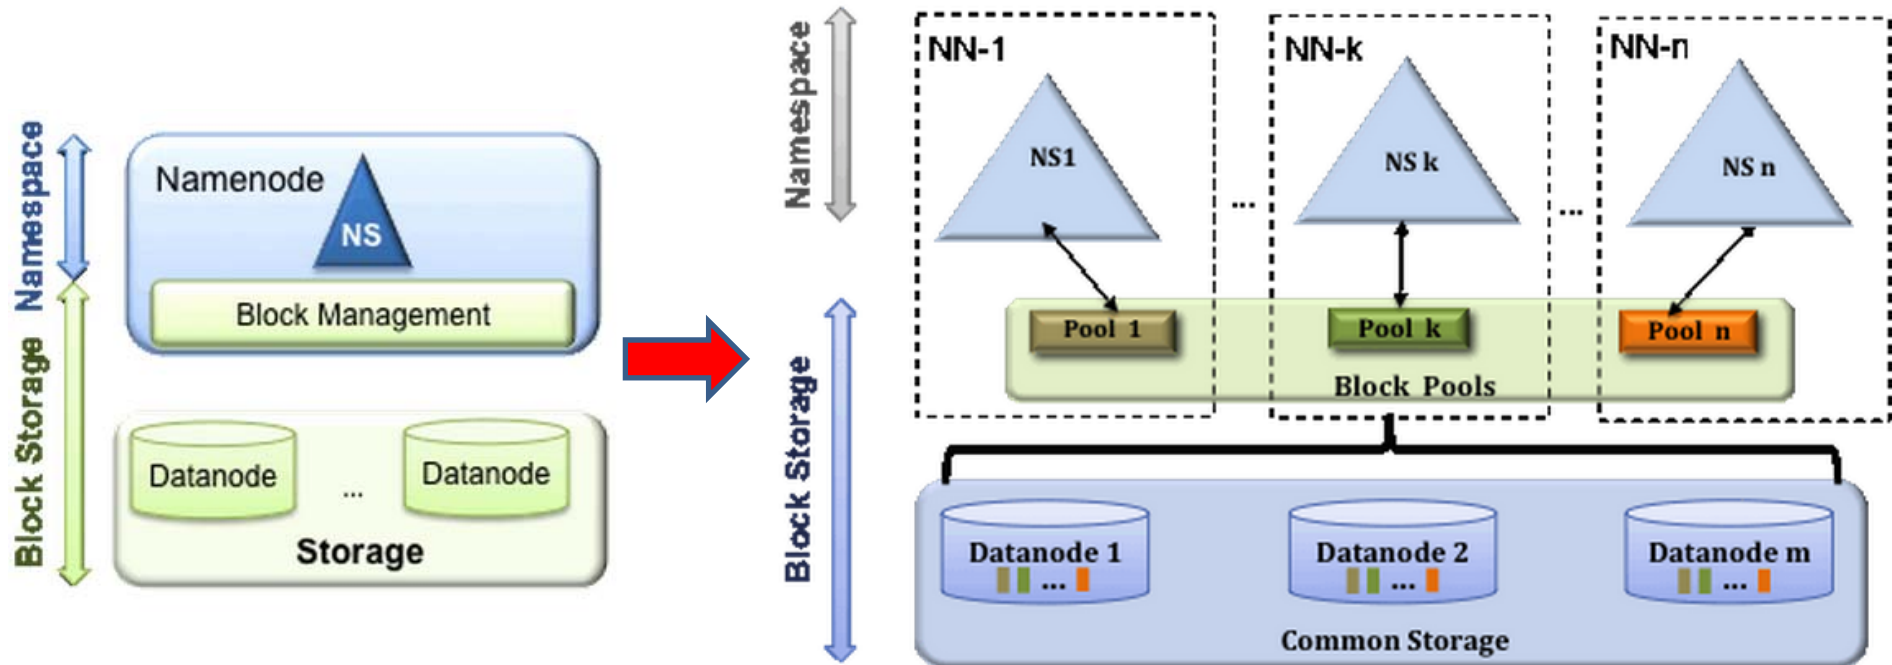 Namespace
Block Storage
Namenode
NS
Block Management
Datanode
...
Datanode
Storage
Namespace
Block Storage
NN-1
NS1
...
NN-k
NS k
...
NN-n
NS n
Pool 1
Pool k
Pool n
Block Pools
Datanode 1
...
Datanode 2
...
Datanode m
...
Common Storage